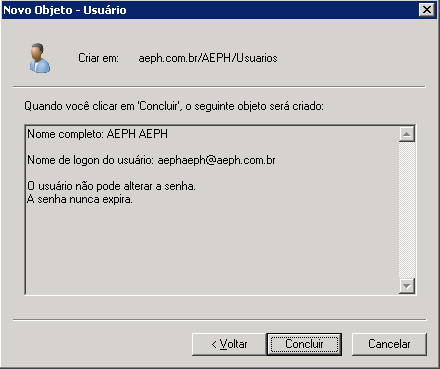 Novo Objeto - Usuário
Criar em: aeph.com.br/AEPH/Usuarios
Quando você clicar em 'Concluir', o seguinte objeto será criado:
Nome completo: AEPH AEPH
Nome de logon do usuário: aephaeph@aeph.com.br
O usuário não pode alterar a senha.
A senha nunca expira.
< Voltar Concluir Cancelar